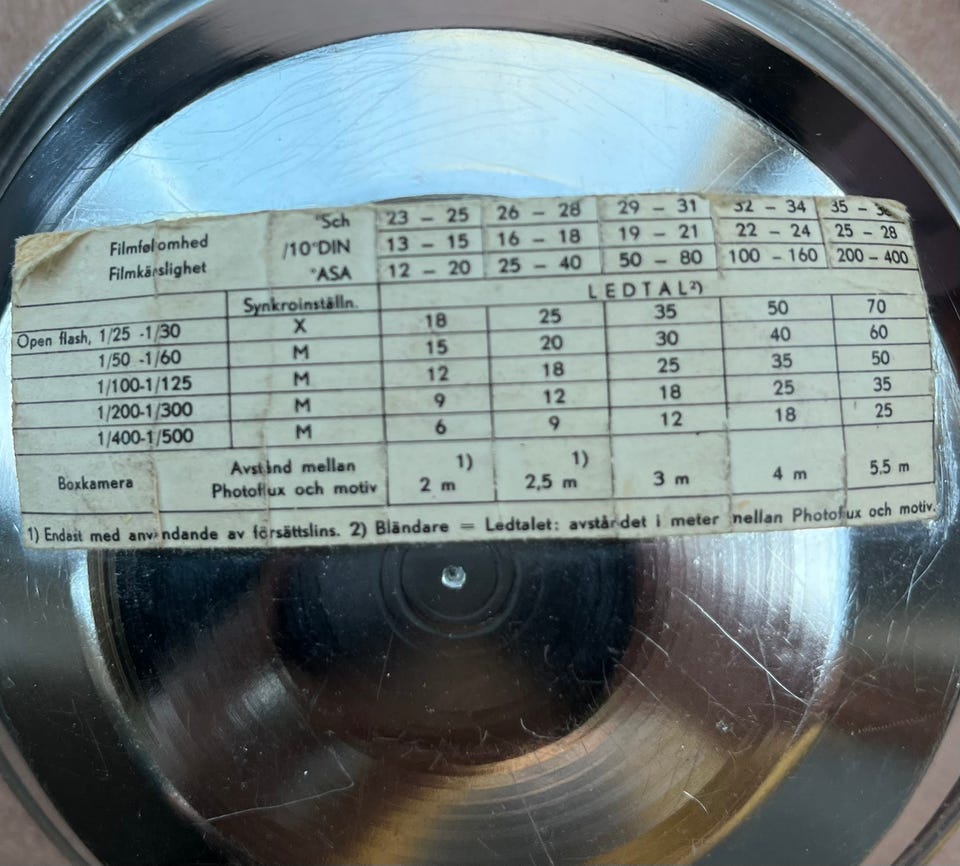 °Sch 23 - 25 26 - 28 29 - 31 32 - 34 35 -
Filmfølsomhed /10°DIN 13 - 15 16 - 18 19 - 21 22 - 24 25 - 28
Filmkänslighet °ASA 12 - 20 25 - 40 50 - 80 100 - 160 200 - 400
Synkroinställn. LEDTAL²)
Open flash, 1/25 -1/30 X 18 25 35 50 70
1/50 -1/60 M 15 20 30 40 60
1/100-1/125 M 12 18 25 35 50
1/200-1/300 M 9 12 18 25 35
1/400-1/500 M 6 9 12 18 25
Boxkamera Avstånd mellan 1) 1)
Photoflux och motiv 2 m 2,5 m 3 m 4 m 5.5 m
1) Endast med användande av försättslins. 2) Bländare = Ledtalet: avståndet i meter mellan Photoflux och motiv.